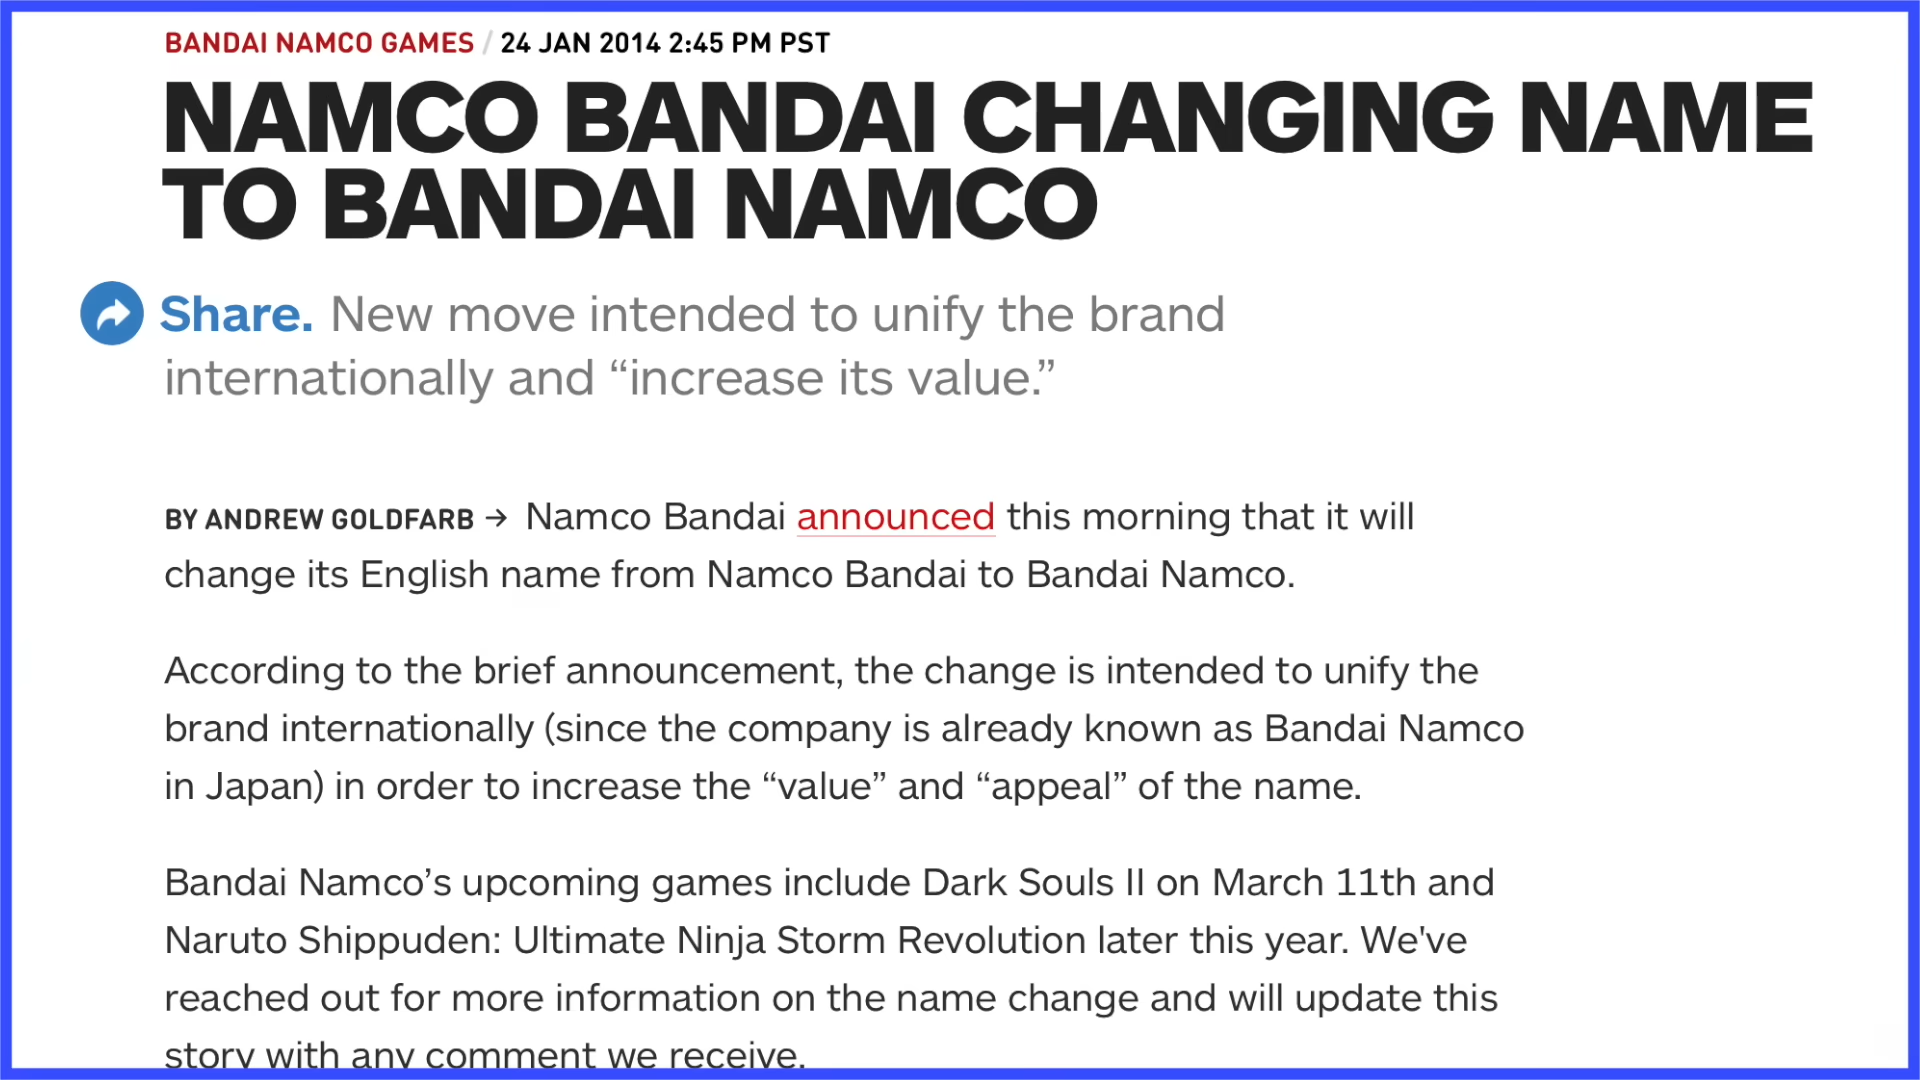 BANDAI NAMCO GAMES / 24 JAN 2014 2:45 PM PST
NAMCO BANDAI CHANGING NAME
TO BANDAI NAMCO
Share. New move intended to unify the brand
internationally and “increase its value.”
BY ANDREW GOLDFARB → Namco Bandai announced this morning that it will
change its English name from Namco Bandai to Bandai Namco.
According to the brief announcement, the change is intended to unify the
brand internationally (since the company is already known as Bandai Namco
in Japan) in order to increase the “value” and “appeal” of the name.
Bandai Namco’s upcoming games include Dark Souls II on March 11th and
Naruto Shippuden: Ultimate Ninja Storm Revolution later this year. We've
reached out for more information on the name change and will update this
story with any comment we receive.